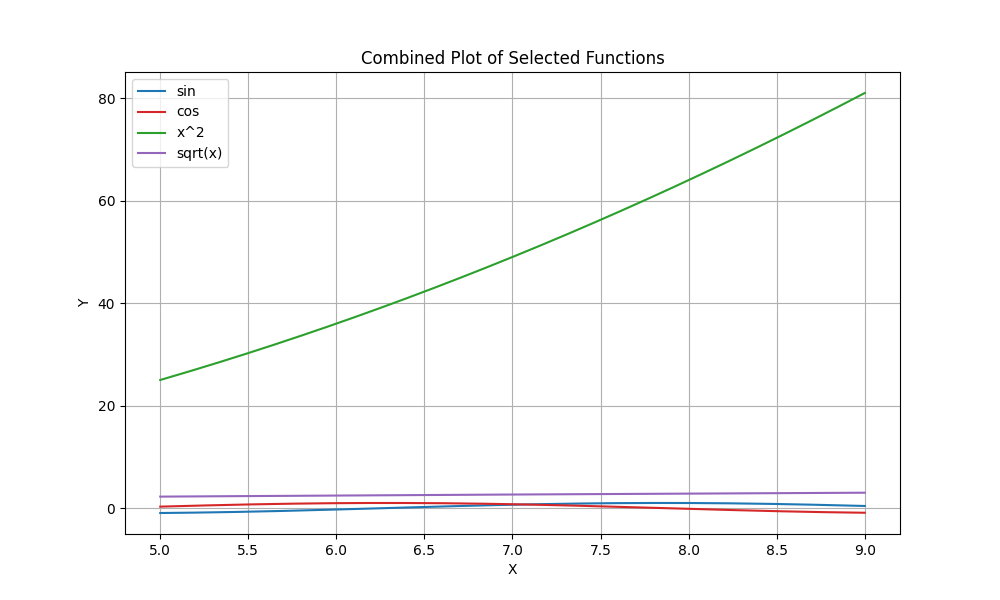 Combined Plot of Selected Functions
sin
cos
x^2
sqrt(x)
80
60
40
20
0
Y
5.0 5.5 6.0 6.5 7.0 7.5 8.0 8.5 9.0
X